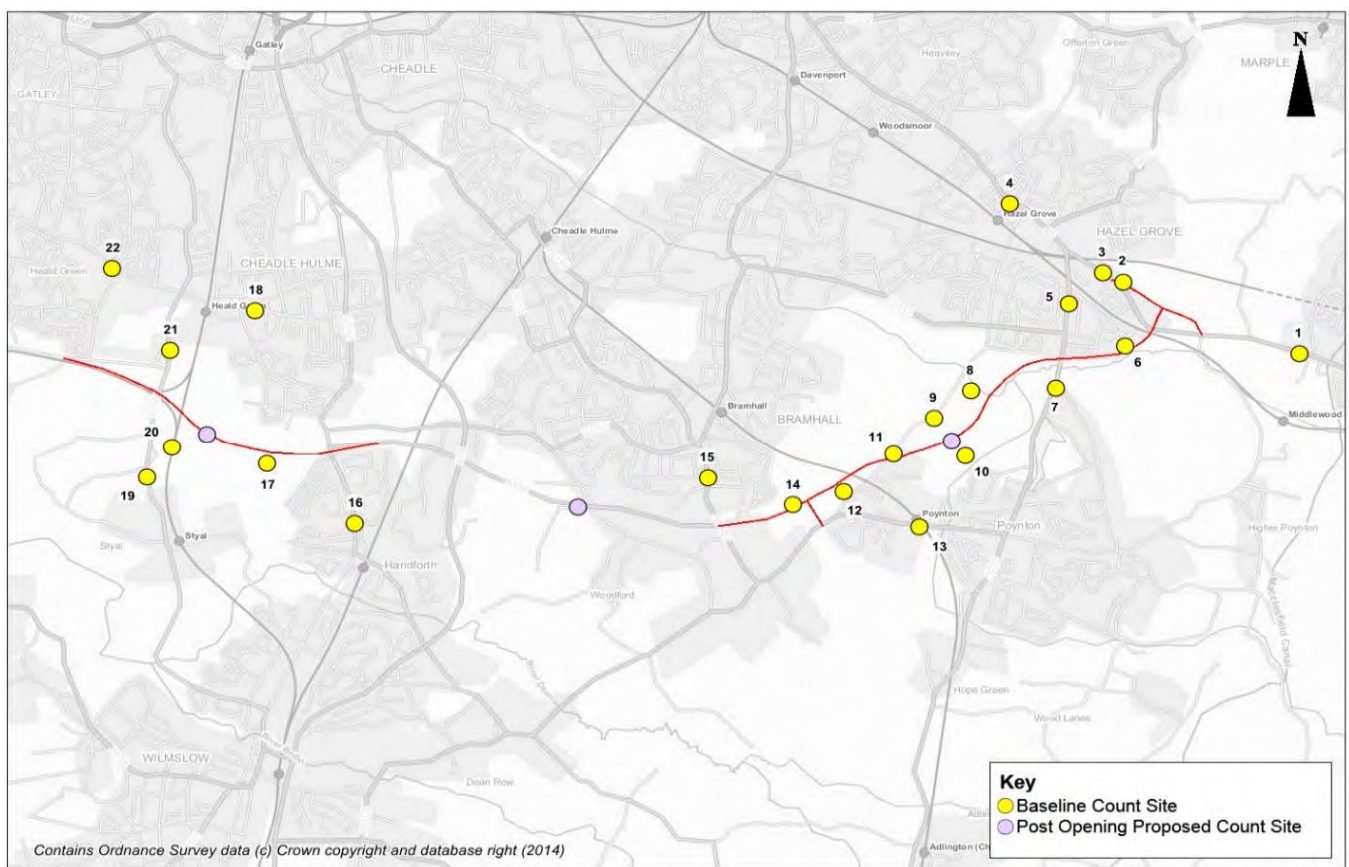 M56
Gatley
CHEADLE
GATLEY
Davenport
Heaviley
Offerton Green
MARPLE
N
Woodsmoor
4
Hazel Grove
HAZEL GROVE
Cheadle Hulme
22
Heald Green
CHEADLE HULME
18
3
2
5
21
1
6
8
7
Middlewood
Bramhall
BRAMHALL
9
20
11
10
15
19
17
14
12
16
Styal
Styal
Poynton
13
POYNTON
Higher Poynton
Handforth
Woodford
Macclesfield Canal
Hope Green
Wood Lanes
WILMSLOW
Dean Row
Key
Baseline Count Site
Post Opening Proposed Count Site
Contains Ordnance Survey data (c) Crown copyright and database right (2014)